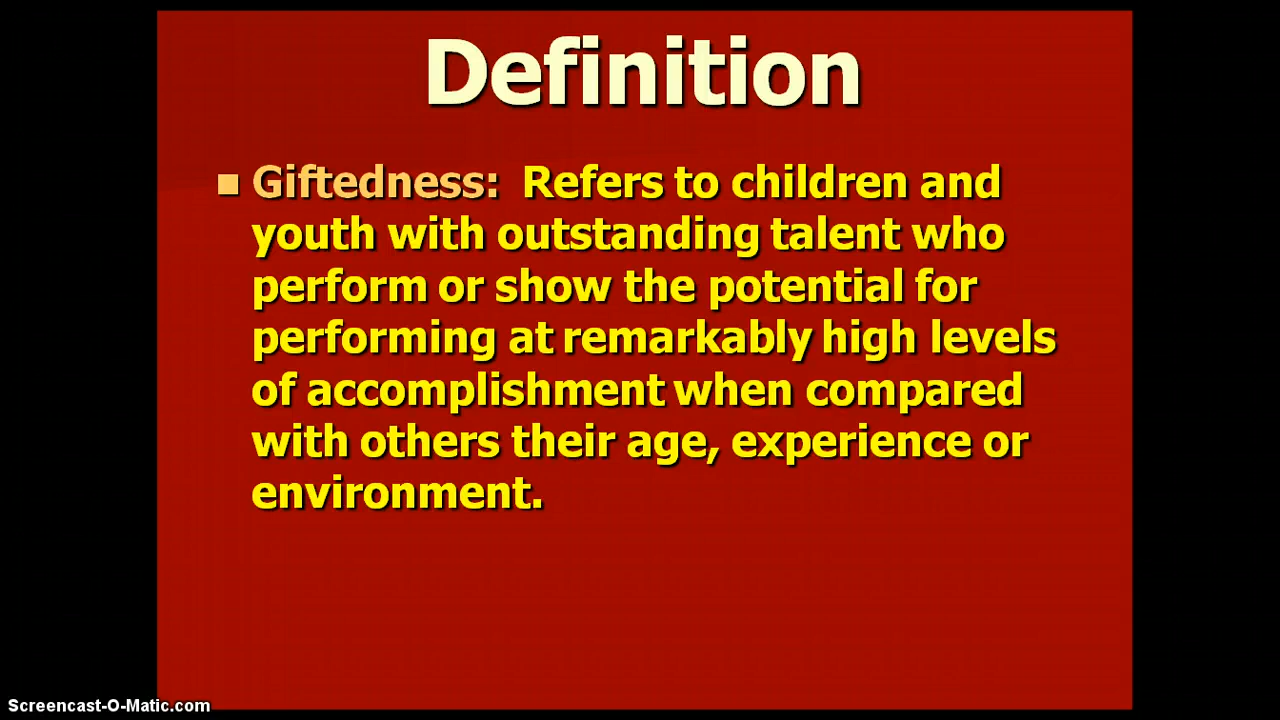 Definition
Giftedness: Refers to children and
youth with outstanding talent who
perform or show the potential for
performing at remarkably high levels
of accomplishment when compared
with others their age, experience or
environment.
Screencast-O-Matic.com